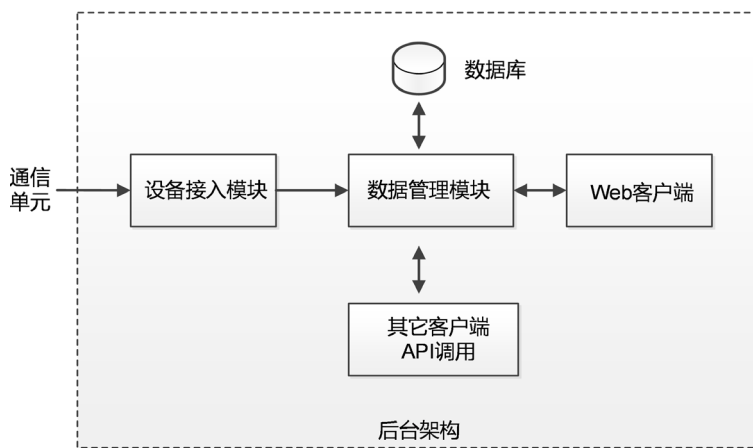 数据库
通信
单元
设备接入模块
数据管理模块
Web客户端
其它客户端
API调用
后台架构